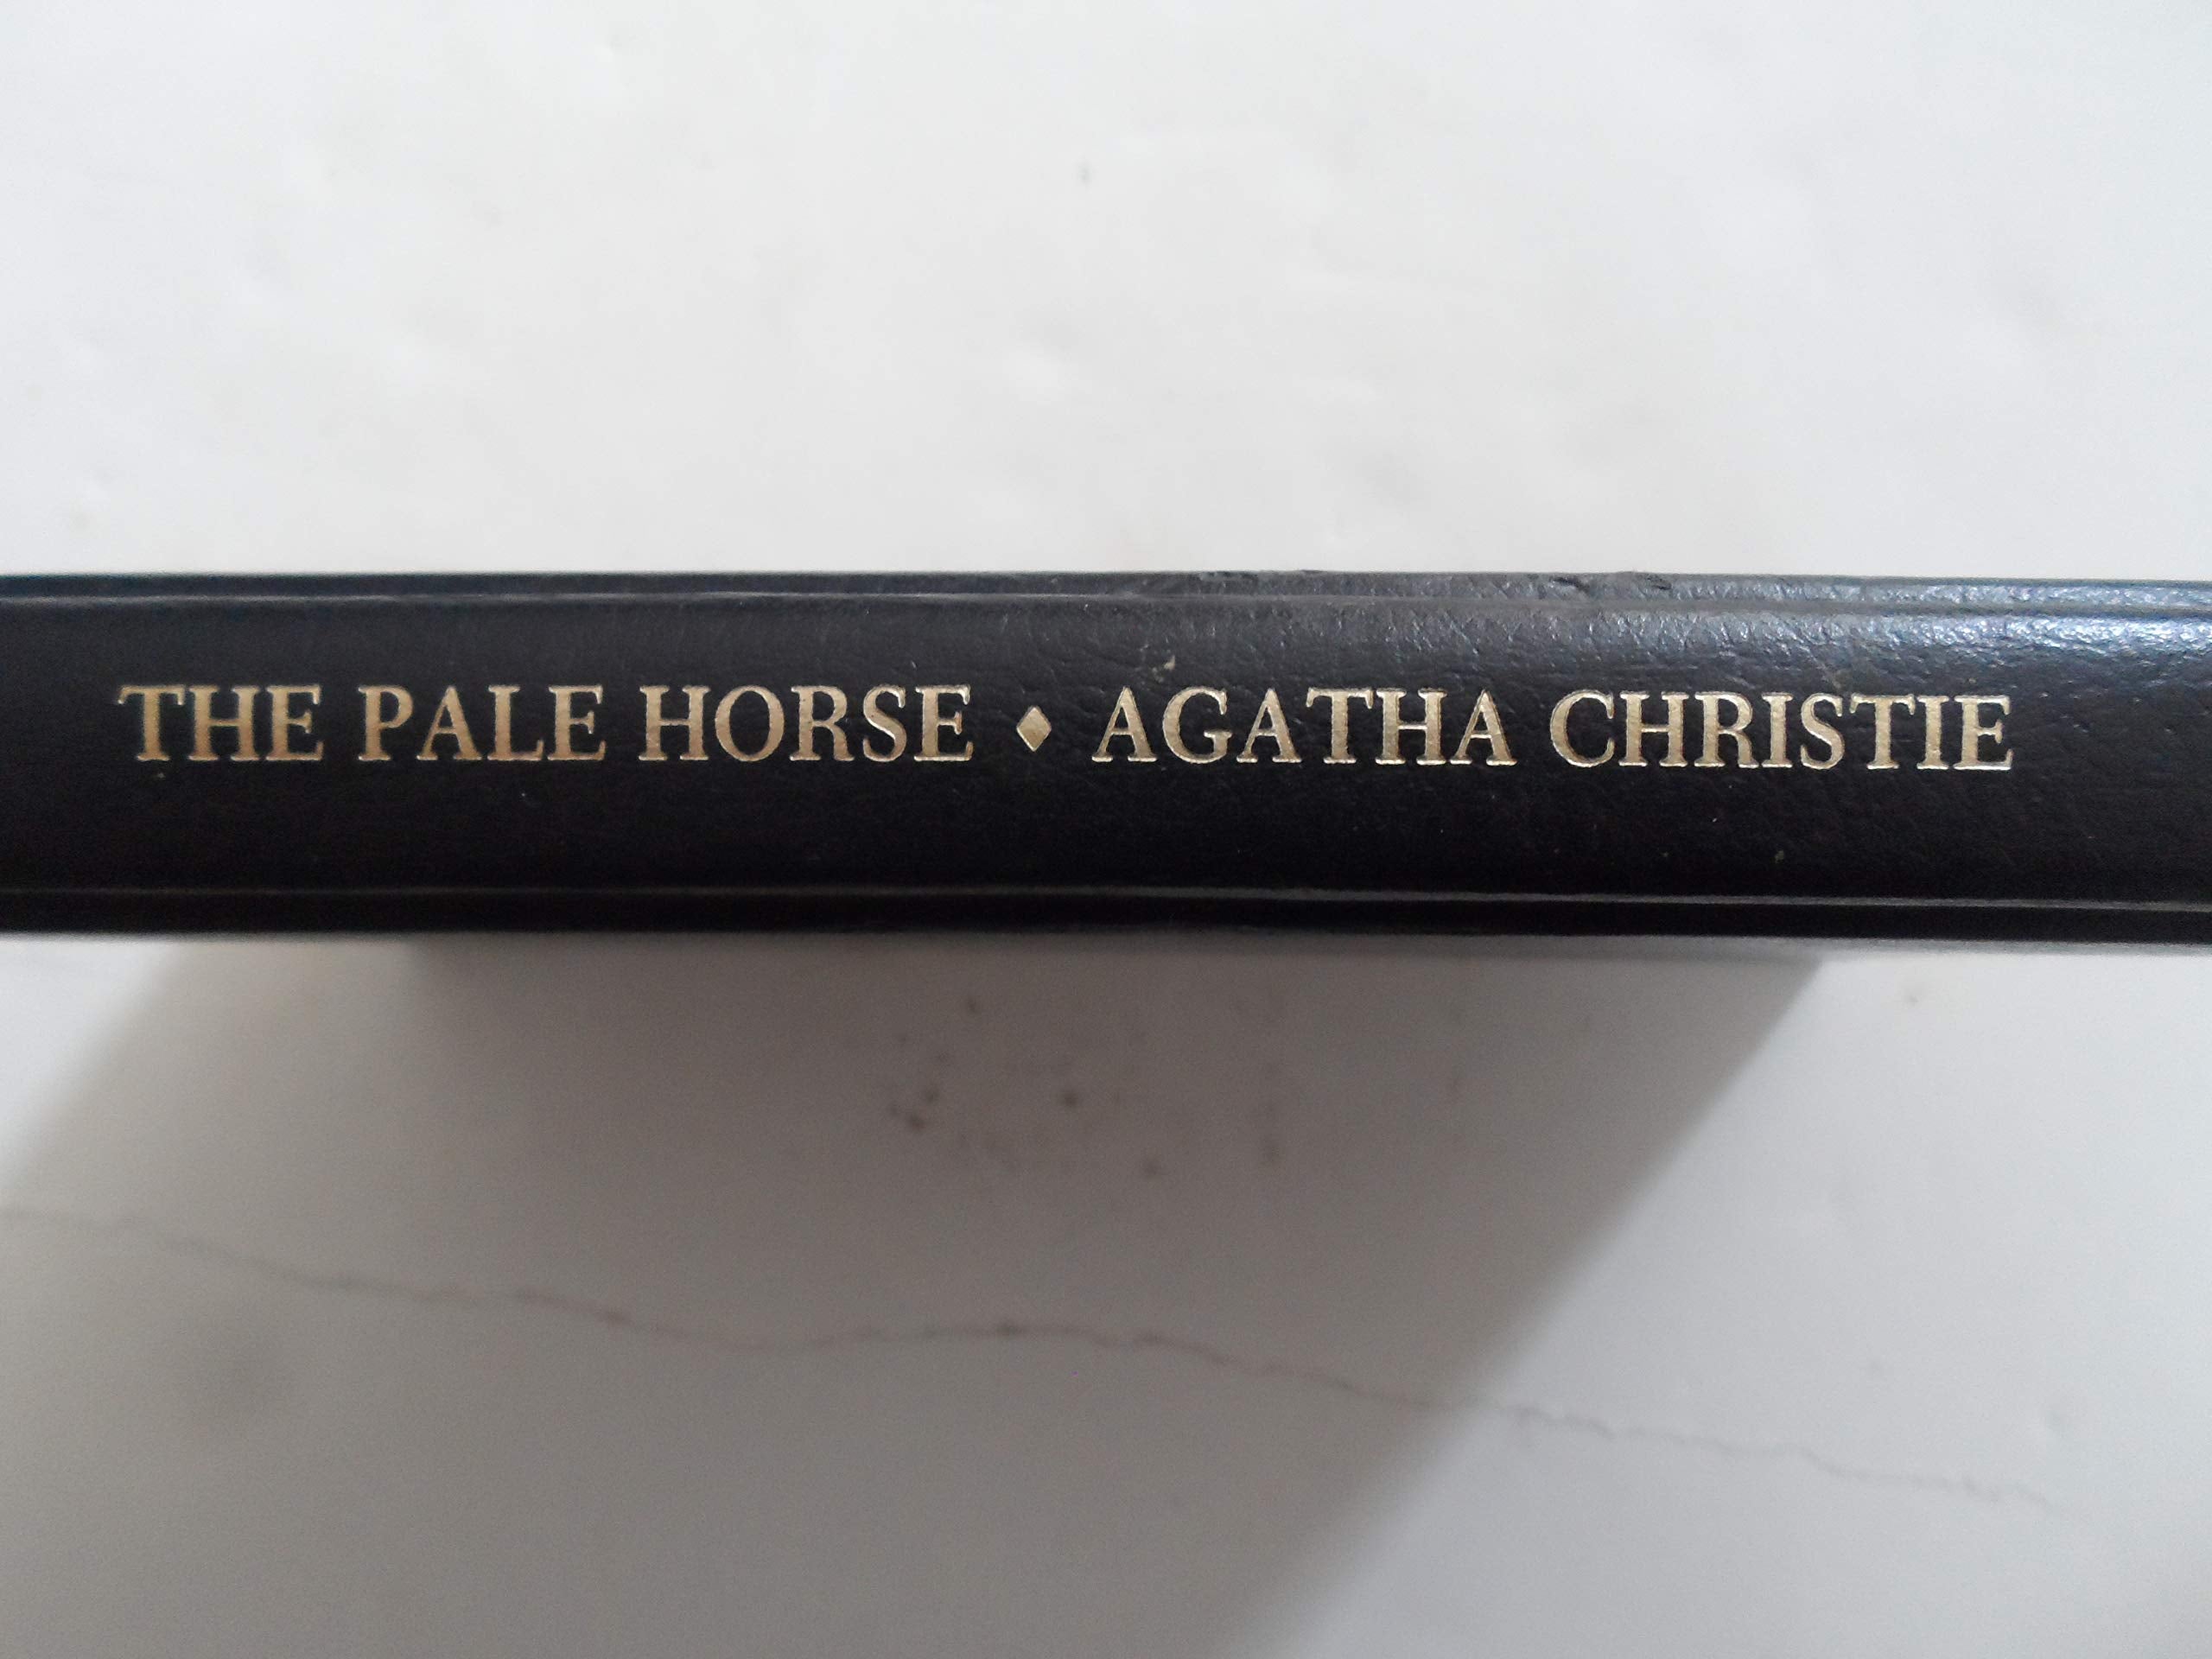 THE PALE HORSE ♦ AGATHA CHRISTIE